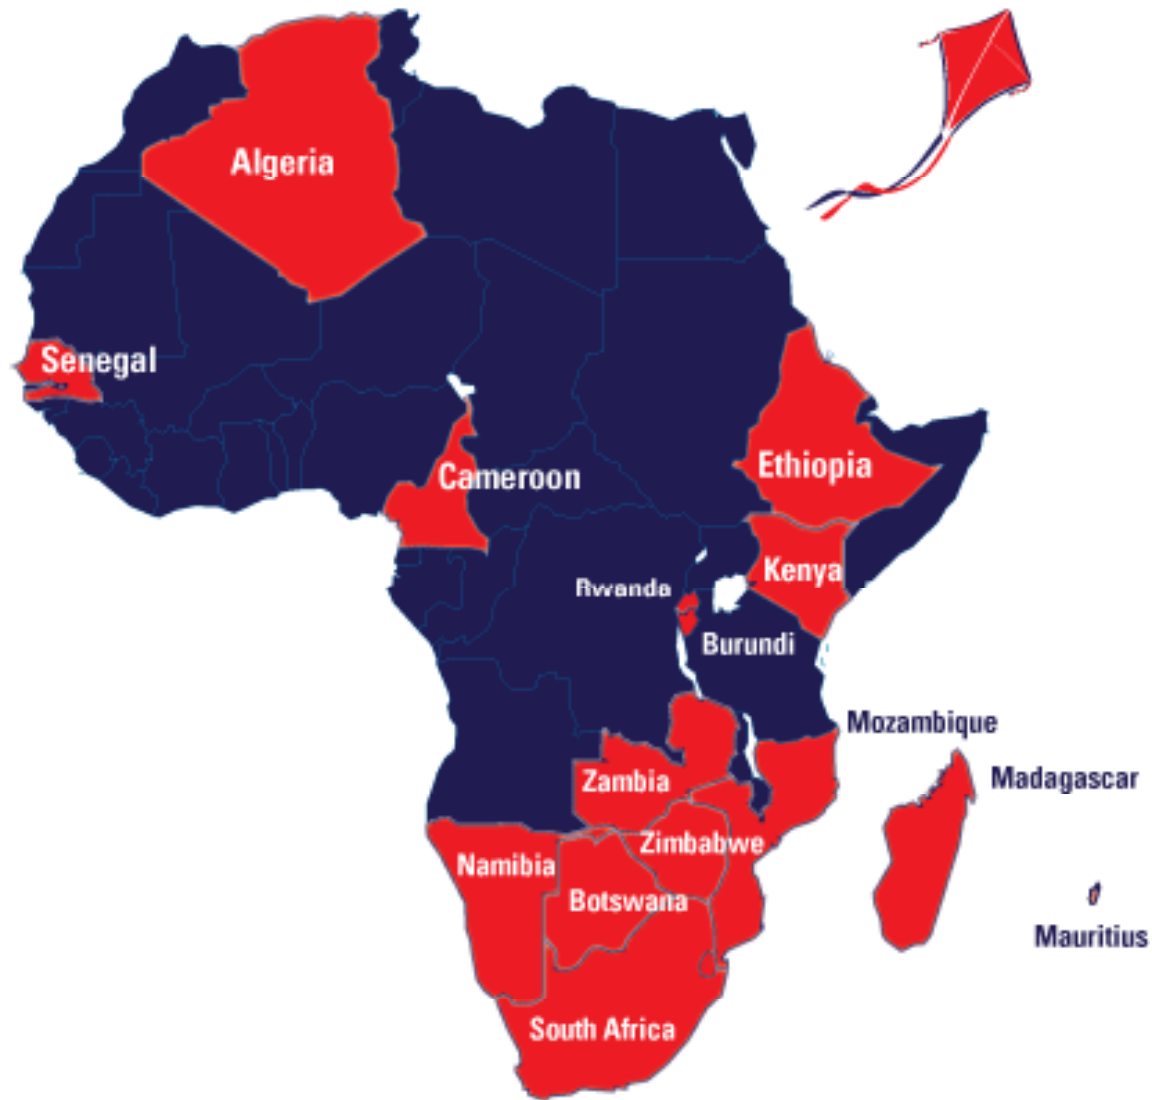 Algeria
Senegal
Ethiopia
Cameroon
Kenya
Rwanda
Burundi
Mozambique
Madagascar
Zambia
Zimbabwe
Namibia
Botswana
Mauritius
South Africa